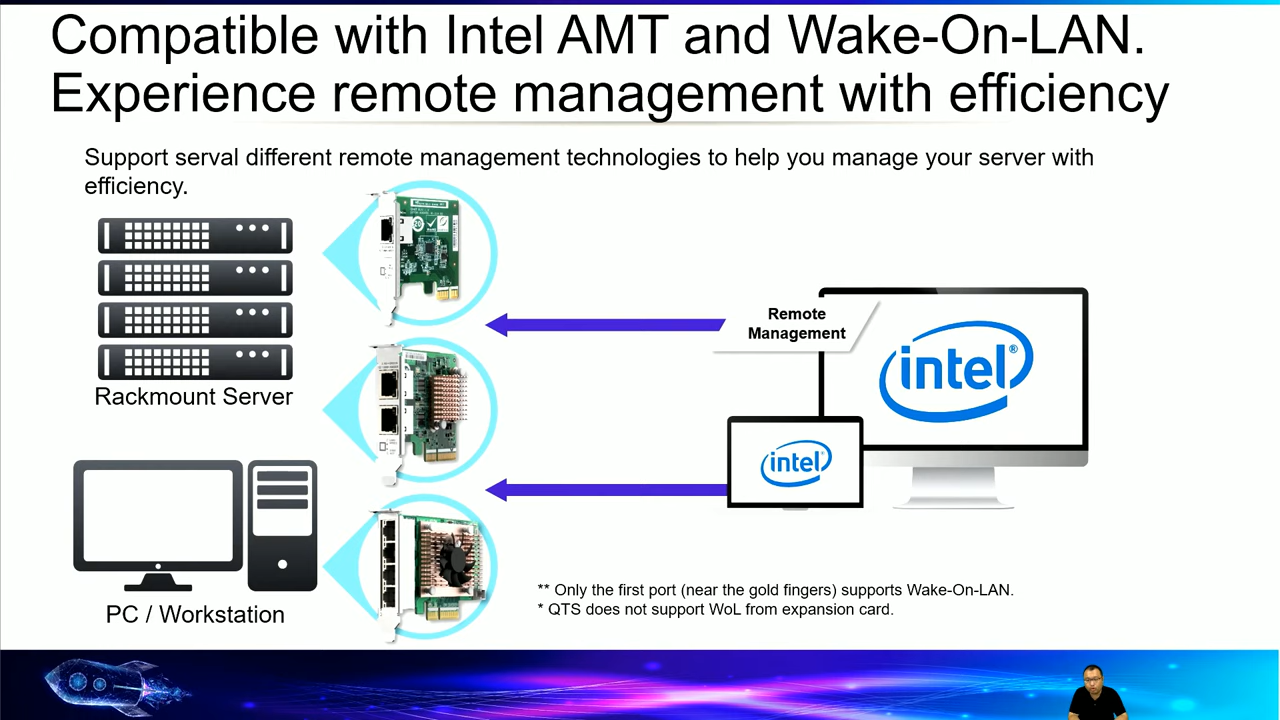 Compatible with Intel AMT and Wake-On-LAN.
Experience remote management with efficiency
Support serval different remote management technologies to help you manage your server with
efficiency.
Rackmount Server
PC / Workstation
Remote
Management
intel®
intel®
** Only the first port (near the gold fingers) supports Wake-On-LAN.
* QTS does not support WoL from expansion card.